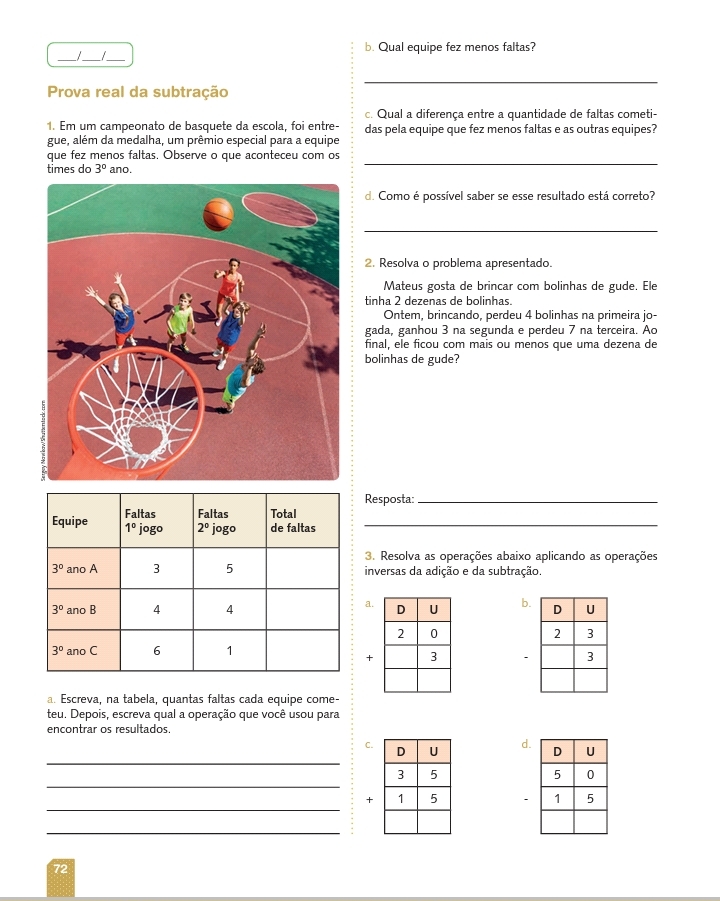 ___/___/___
Prova real da subtração
1. Em um campeonato de basquete da escola, foi entre-
gue, além da medalha, um prêmio especial para a equipe
que fez menos faltas. Observe o que aconteceu com os
times do 3º ano.
Sergey Novikov/Shutterstock.com
Equipe Faltas 1º jogo Faltas 2º jogo Total de faltas
3º ano A 3 5
3º ano B 4 4
3º ano C 6 1
a. Escreva, na tabela, quantas faltas cada equipe come-
teu. Depois, escreva qual a operação que você usou para
encontrar os resultados.
72
b. Qual equipe fez menos faltas?
c. Qual a diferença entre a quantidade de faltas cometi-
das pela equipe que fez menos faltas e as outras equipes?
d. Como é possível saber se esse resultado está correto?
2. Resolva o problema apresentado.
Mateus gosta de brincar com bolinhas de gude. Ele
tinha 2 dezenas de bolinhas.
Ontem, brincando, perdeu 4 bolinhas na primeira jo-
gada, ganhou 3 na segunda e perdeu 7 na terceira. Ao
final, ele ficou com mais ou menos que uma dezena de
bolinhas de gude?
Resposta:
3. Resolva as operações abaixo aplicando as operações
inversas da adição e da subtração.
a.
D U
2 0
+ 3
b.
D U
2 3
- 3
c.
D U
3 5
+ 1 5
d.
D U
5 0
- 1 5